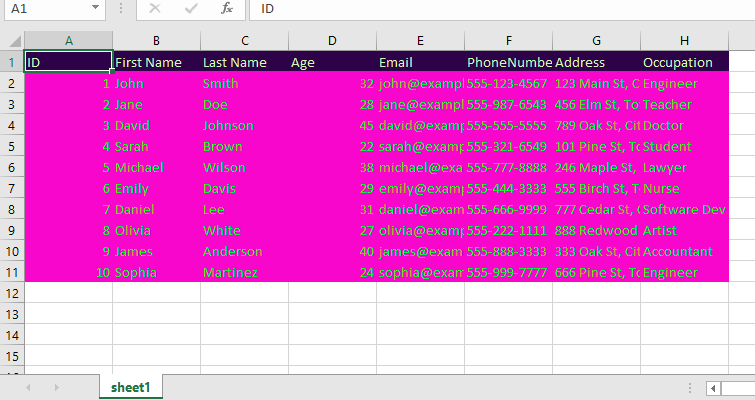 A1 fx ID
A B C D E F G H
1 ID First Name Last Name Age Email PhoneNumbe Address Occupation
2 1 John Smith 32 john@exampl 555-123-4567 123 Main St, C Engineer
3 2 Jane Doe 28 jane@exampl 555-987-6543 456 Elm St, To Teacher
4 3 David Johnson 45 david@examp 555-555-5555 789 Oak St, Cit Doctor
5 4 Sarah Brown 22 sarah@examp 555-321-6549 101 Pine St, To Student
6 5 Michael Wilson 38 michael@exa 555-777-8888 246 Maple St, Lawyer
7 6 Emily Davis 29 emily@examp 555-444-3333 555 Birch St, T Nurse
8 7 Daniel Lee 31 daniel@exam 555-666-9999 777 Cedar St, Software Dev
9 8 Olivia White 27 olivia@examp 555-222-1111 888 Redwood Artist
10 9 James Anderson 40 james@exam 555-888-3333 333 Oak St, Cit Accountant
11 10 Sophia Martinez 24 sophia@exam 555-999-7777 666 Pine St, To Engineer
12
13
14
15
sheet1